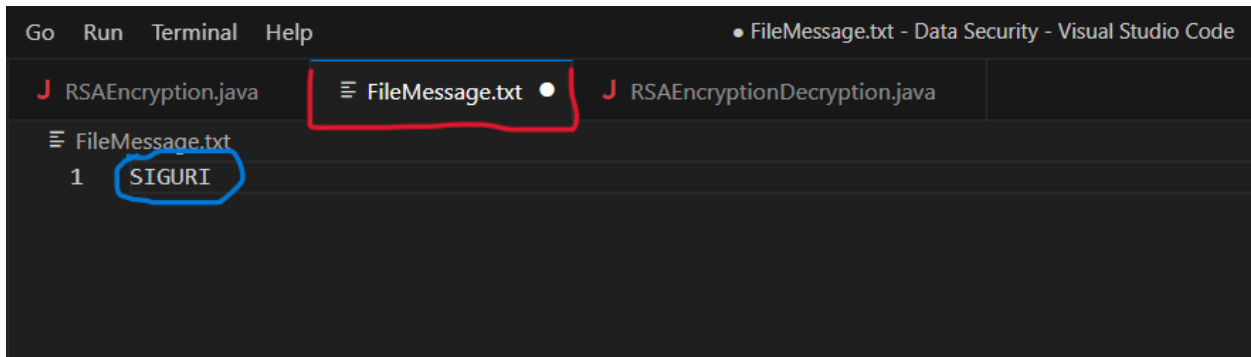 Go Run Terminal Help ● FileMessage.txt - Data Security - Visual Studio Code
J RSAEncryption.java FileMessage.txt ● J RSAEncryptionDecryption.java
FileMessage.txt
1 SIGURI